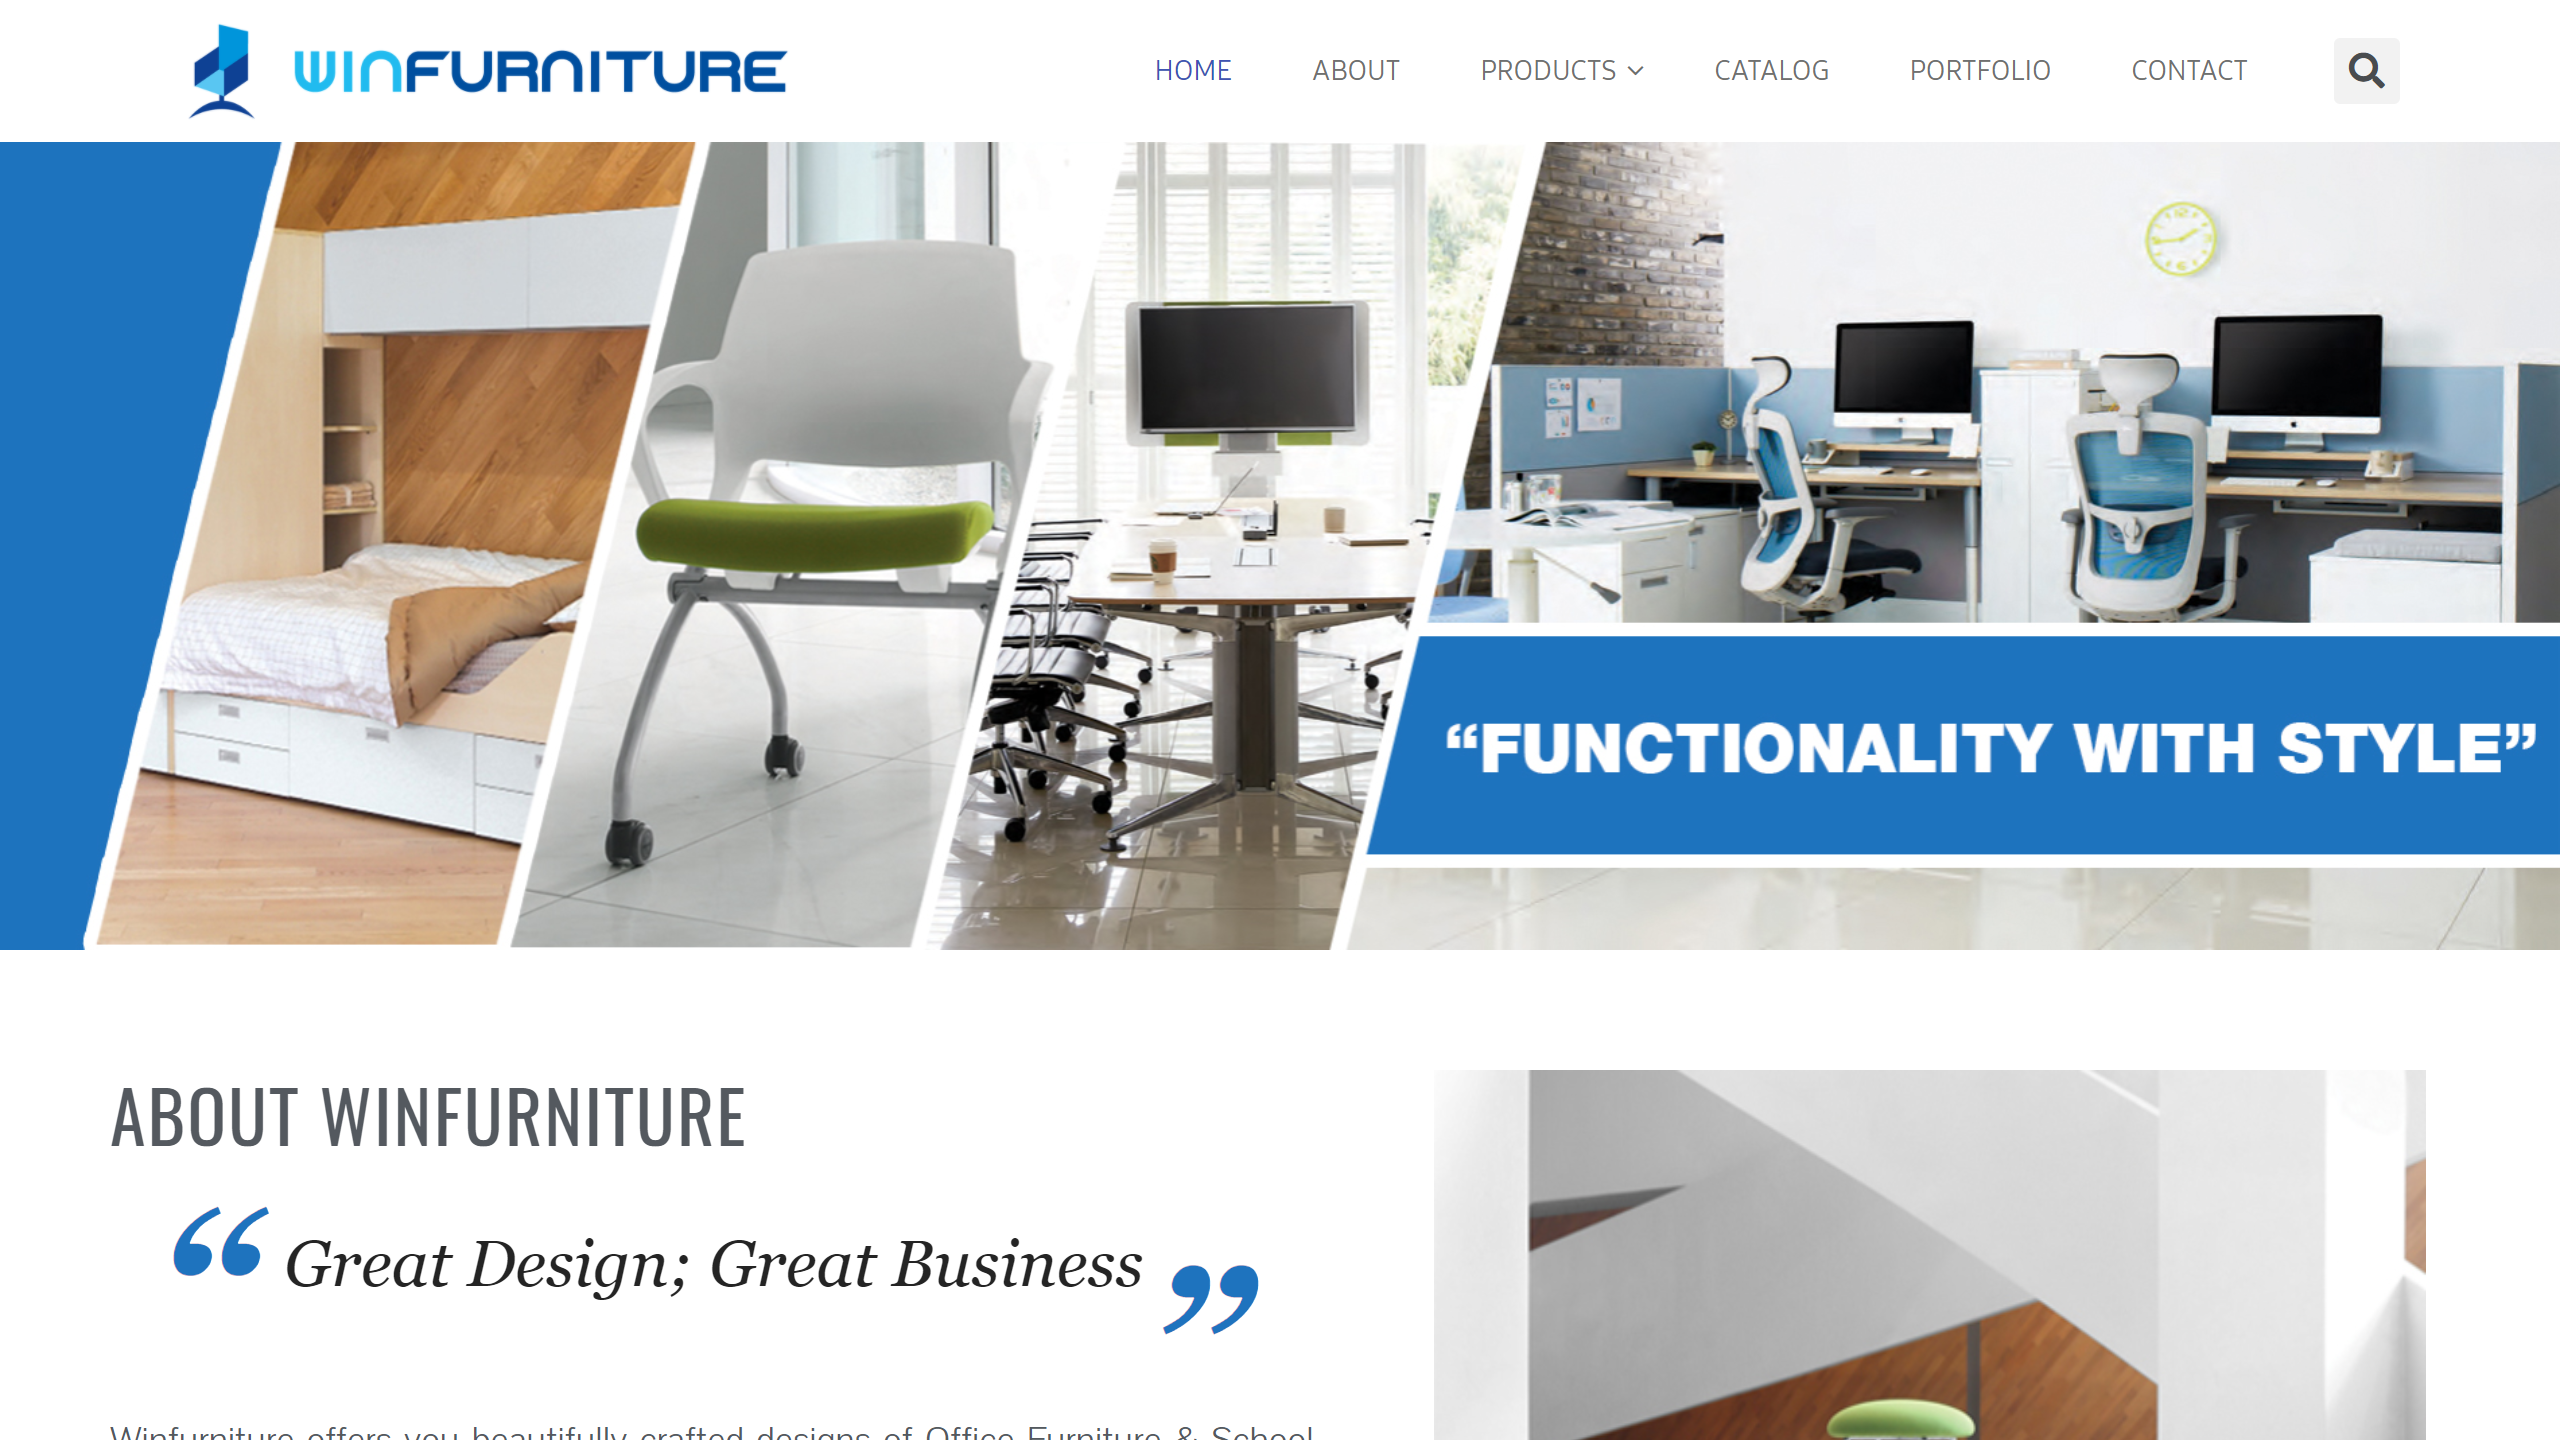 WINFURNITURE
HOME
ABOUT
PRODUCTS
CATALOG
PORTFOLIO
CONTACT
“FUNCTIONALITY WITH STYLE”
ABOUT WINFURNITURE
“ Great Design; Great Business ”
Winfurniture offers you beautifully crafted designs of Office Furniture & School